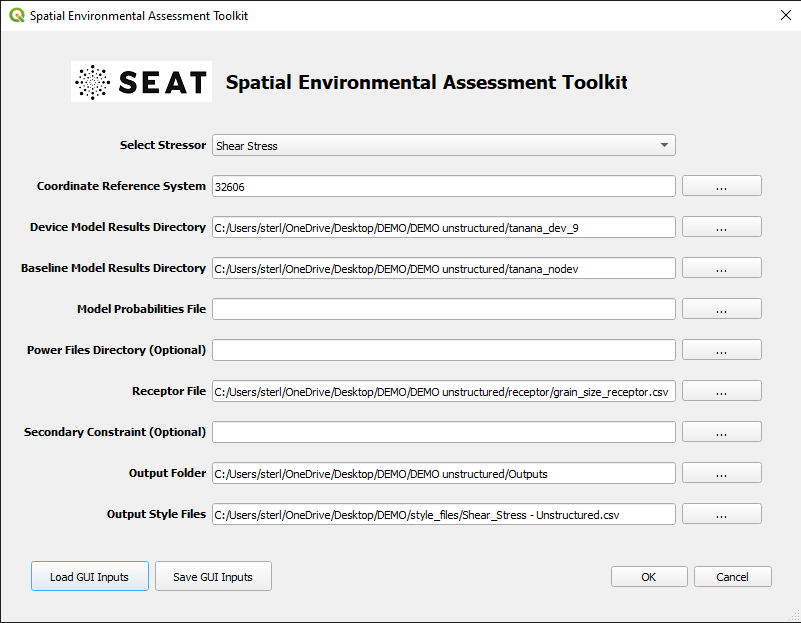 Spatial Environmental Assessment Toolkit
SEAT Spatial Environmental Assessment Toolkit
Select Stressor Shear Stress
Coordinate Reference System 32606 ...
Device Model Results Directory C:/Users/sterl/OneDrive/Desktop/DEMO/DEMO unstructured/tanana_dev_9 ...
Baseline Model Results Directory C:/Users/sterl/OneDrive/Desktop/DEMO/DEMO unstructured/tanana_nodev ...
Model Probabilities File ...
Power Files Directory (Optional) ...
Receptor File C:/Users/sterl/OneDrive/Desktop/DEMO/DEMO unstructured/receptor/grain_size_receptor.csv ...
Secondary Constraint (Optional) ...
Output Folder C:/Users/sterl/OneDrive/Desktop/DEMO/DEMO unstructured/Outputs ...
Output Style Files C:/Users/sterl/OneDrive/Desktop/DEMO/style_files/Shear_Stress - Unstructured.csv ...
Load GUI Inputs Save GUI Inputs OK Cancel